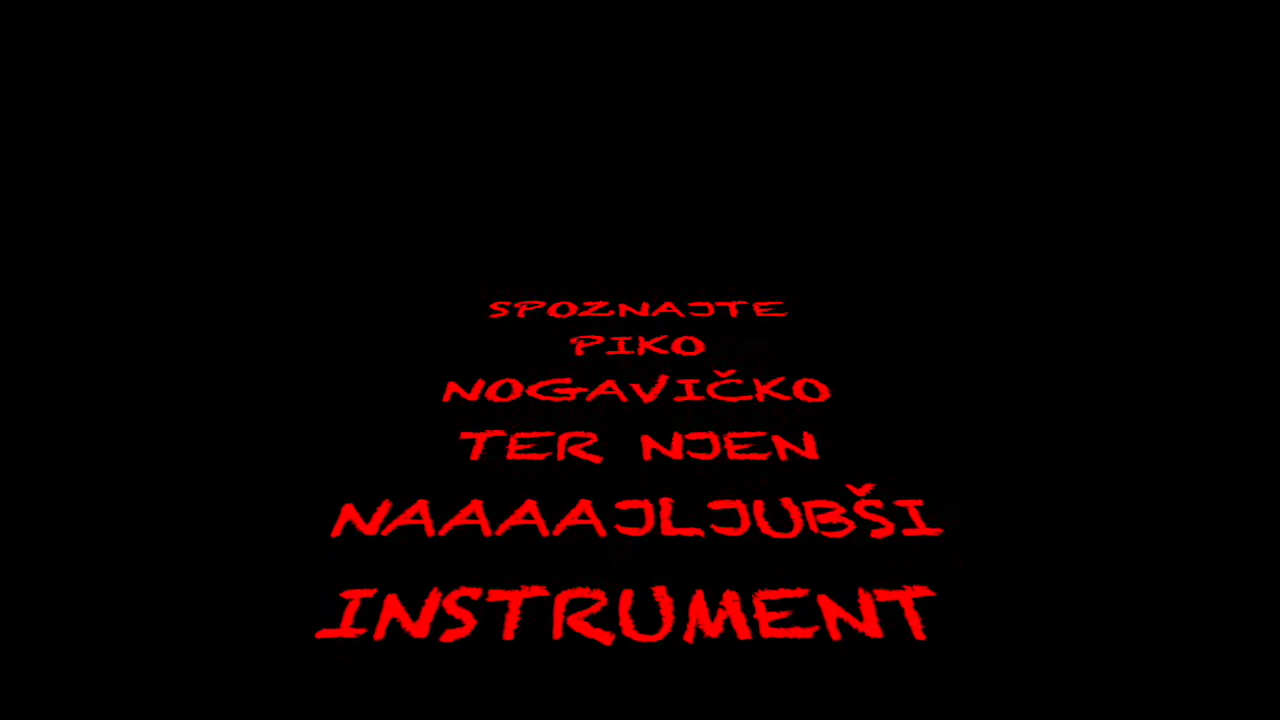 SPOZNAJTE
PIKO
NOGAVIČKO
TER NJEN
NAAAAJLJUBŠI
INSTRUMENT